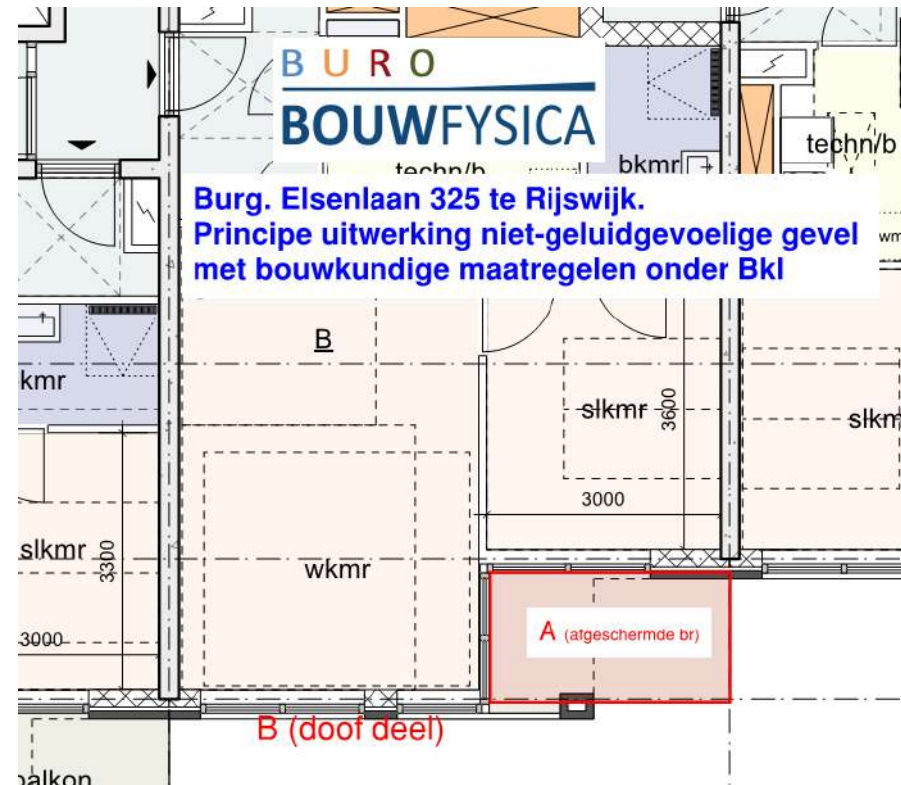 BURO
BOUWFYSICA
techn/b
bkmr
techn/b
Burg. Elsenlaan 325 te Rijswijk.
Principe uitwerking niet-geluidgevoelige gevel
met bouwkundige maatregelen onder Bkl
wm
B
kmr
slkmr
3600
slkm
3000
slkmr
3300
wkmr
A (afgeschermde br)
3000
B (doof deel)
balkon